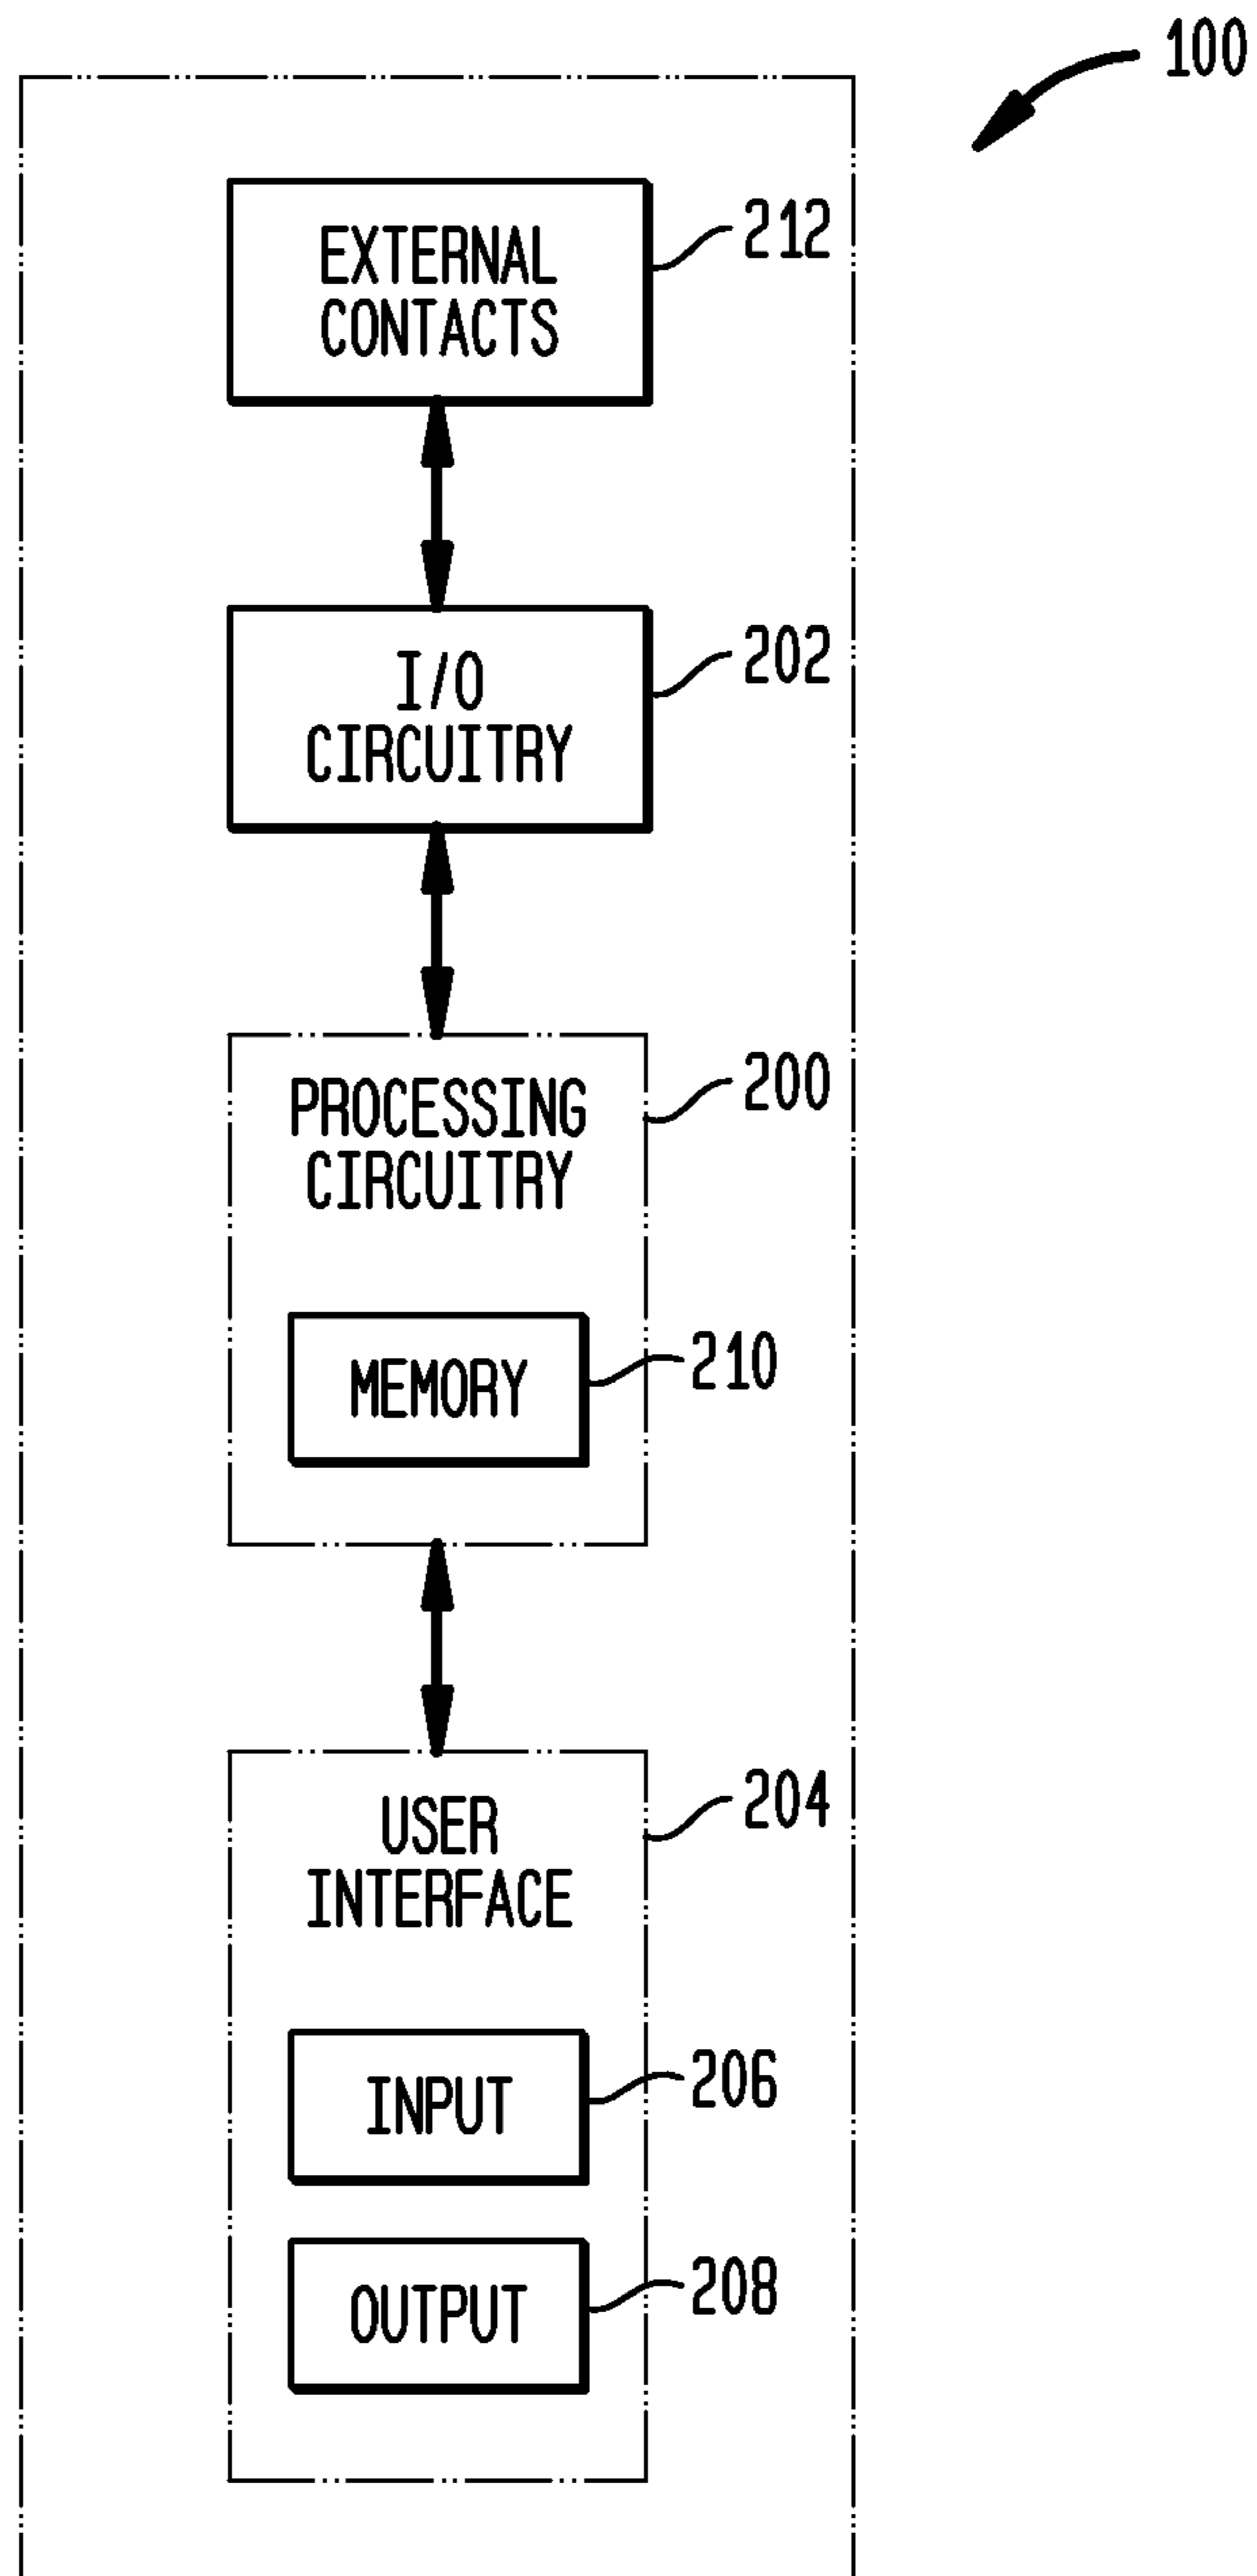 100
EXTERNAL
CONTACTS
212
I/O
CIRCUITRY
202
PROCESSING
CIRCUITRY
200
MEMORY
210
USER
INTERFACE
204
INPUT
206
OUTPUT
208